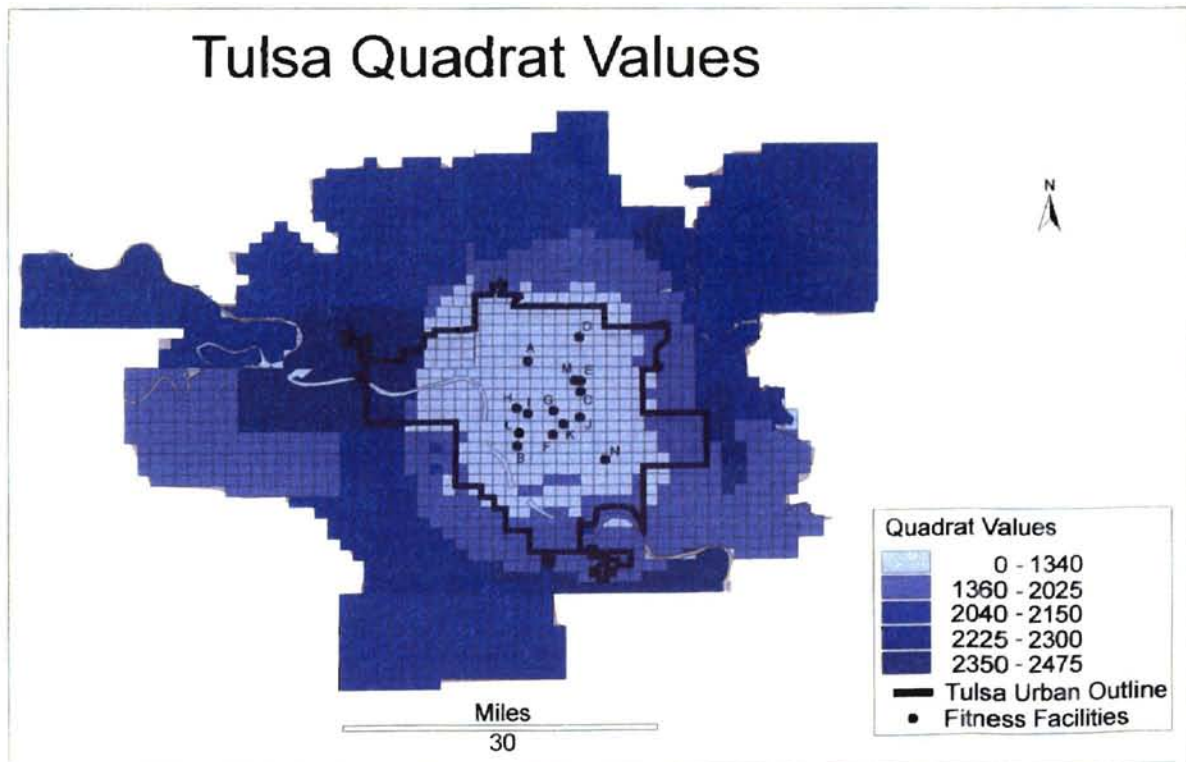 Tulsa Quadrat Values
N
D
A
M E
C
H I G
J
L F K
B N
Miles
30
Quadrat Values
0 - 1340
1360 - 2025
2040 - 2150
2225 - 2300
2350 - 2475
Tulsa Urban Outline
Fitness Facilities